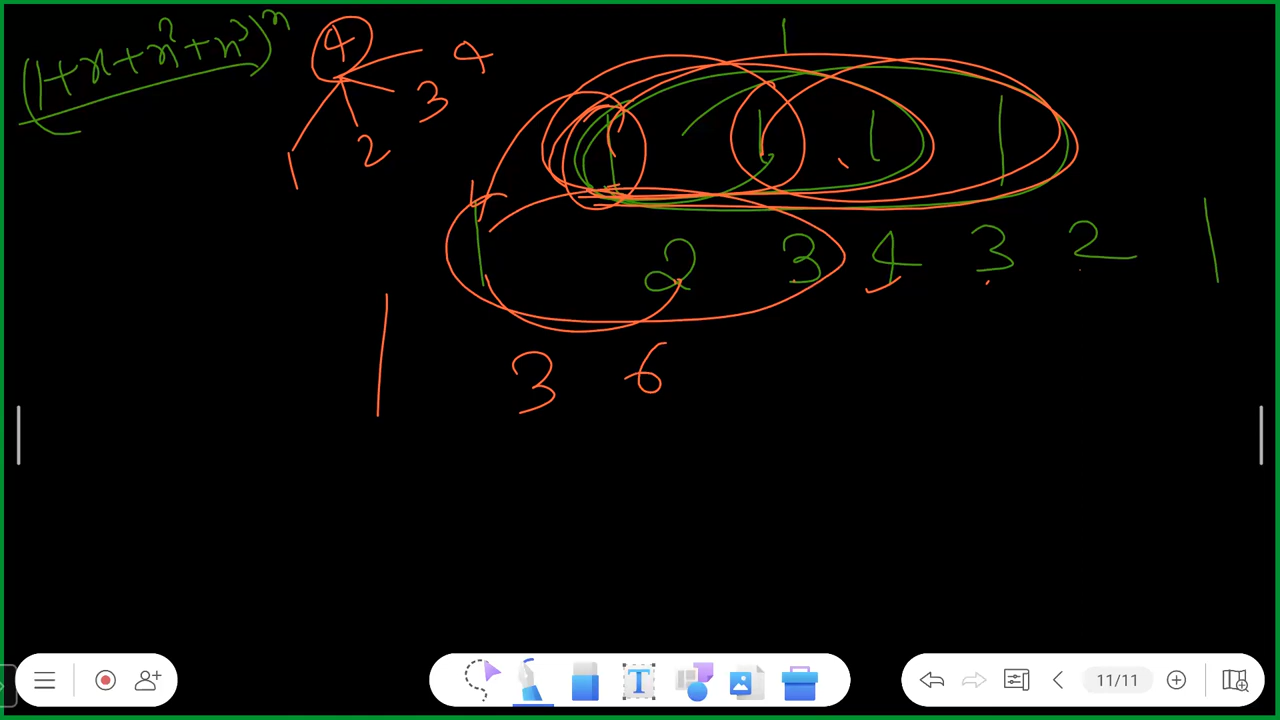 (1+x+x²+x³)ⁿ
4
4
3
2
1
1
1 1 1 1
1 2 3 4 3 2 1
1 3 6
T
11/11